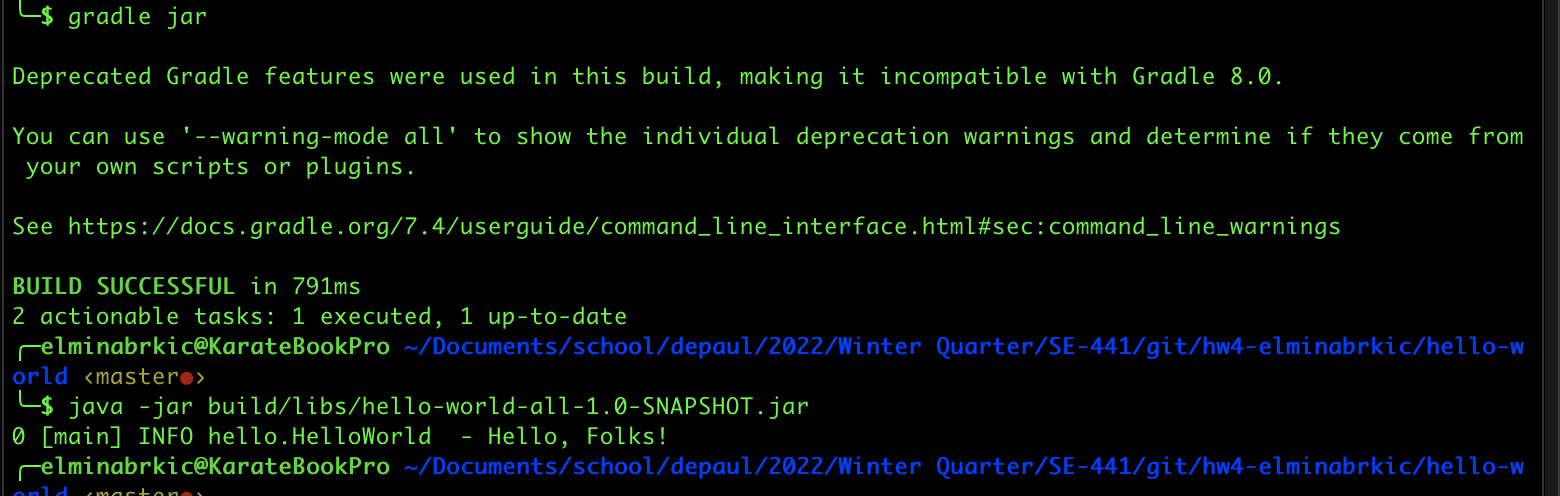 ╰─$ gradle jar
Deprecated Gradle features were used in this build, making it incompatible with Gradle 8.0.
You can use '--warning-mode all' to show the individual deprecation warnings and determine if they come from
your own scripts or plugins.
See https://docs.gradle.org/7.4/userguide/command_line_interface.html#sec:command_line_warnings
BUILD SUCCESSFUL in 791ms
2 actionable tasks: 1 executed, 1 up-to-date
╭─elminabrkic@KarateBookPro ~/Documents/school/depaul/2022/Winter Quarter/SE-441/git/hw4-elminabrkic/hello-w
orld ‹master●›
╰─$ java -jar build/libs/hello-world-all-1.0-SNAPSHOT.jar
0 [main] INFO hello.HelloWorld  - Hello, Folks!
╭─elminabrkic@KarateBookPro ~/Documents/school/depaul/2022/Winter Quarter/SE-441/git/hw4-elminabrkic/hello-w
orld ‹master●›